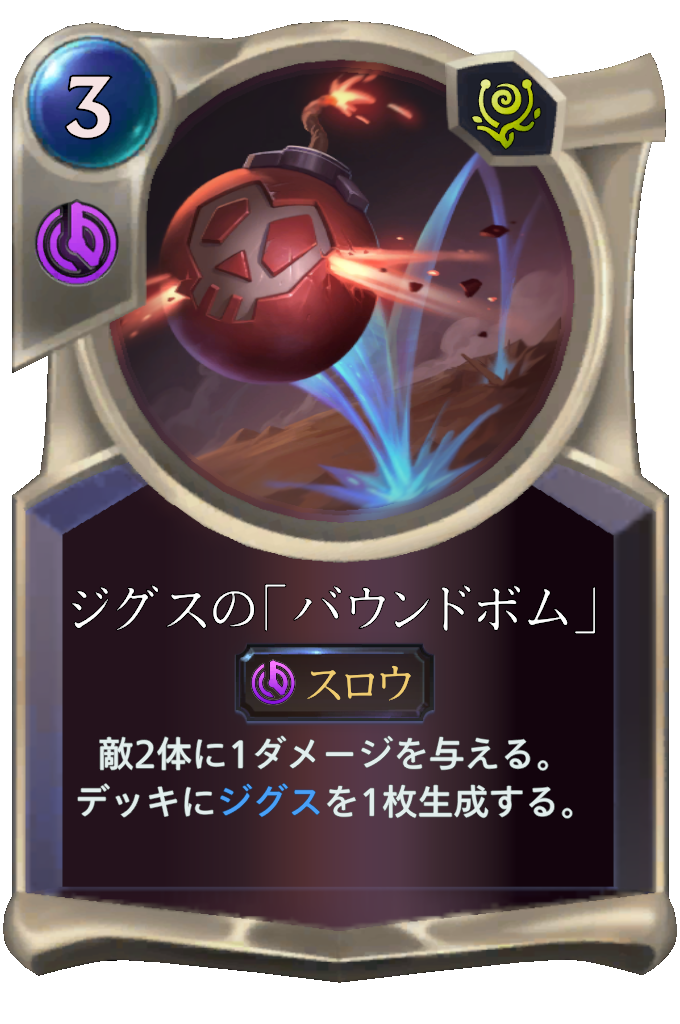 3
ジグスの「バウンドボム」
スロウ
敵2体に1ダメージを与える。
デッキにジグスを1枚生成する。